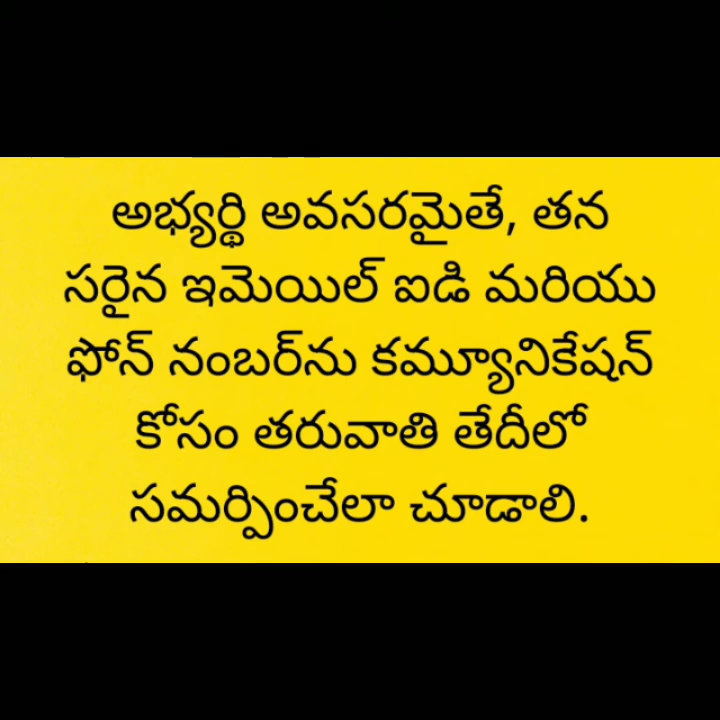 అభ్యర్థి అవసరమైతే, తన
సరైన ఇమెయిల్ ఐడి మరియు
ఫోన్ నంబర్‌ను కమ్యూనికేషన్
కోసం తరువాతి తేదీలో
సమర్పించేలా చూడాలి.